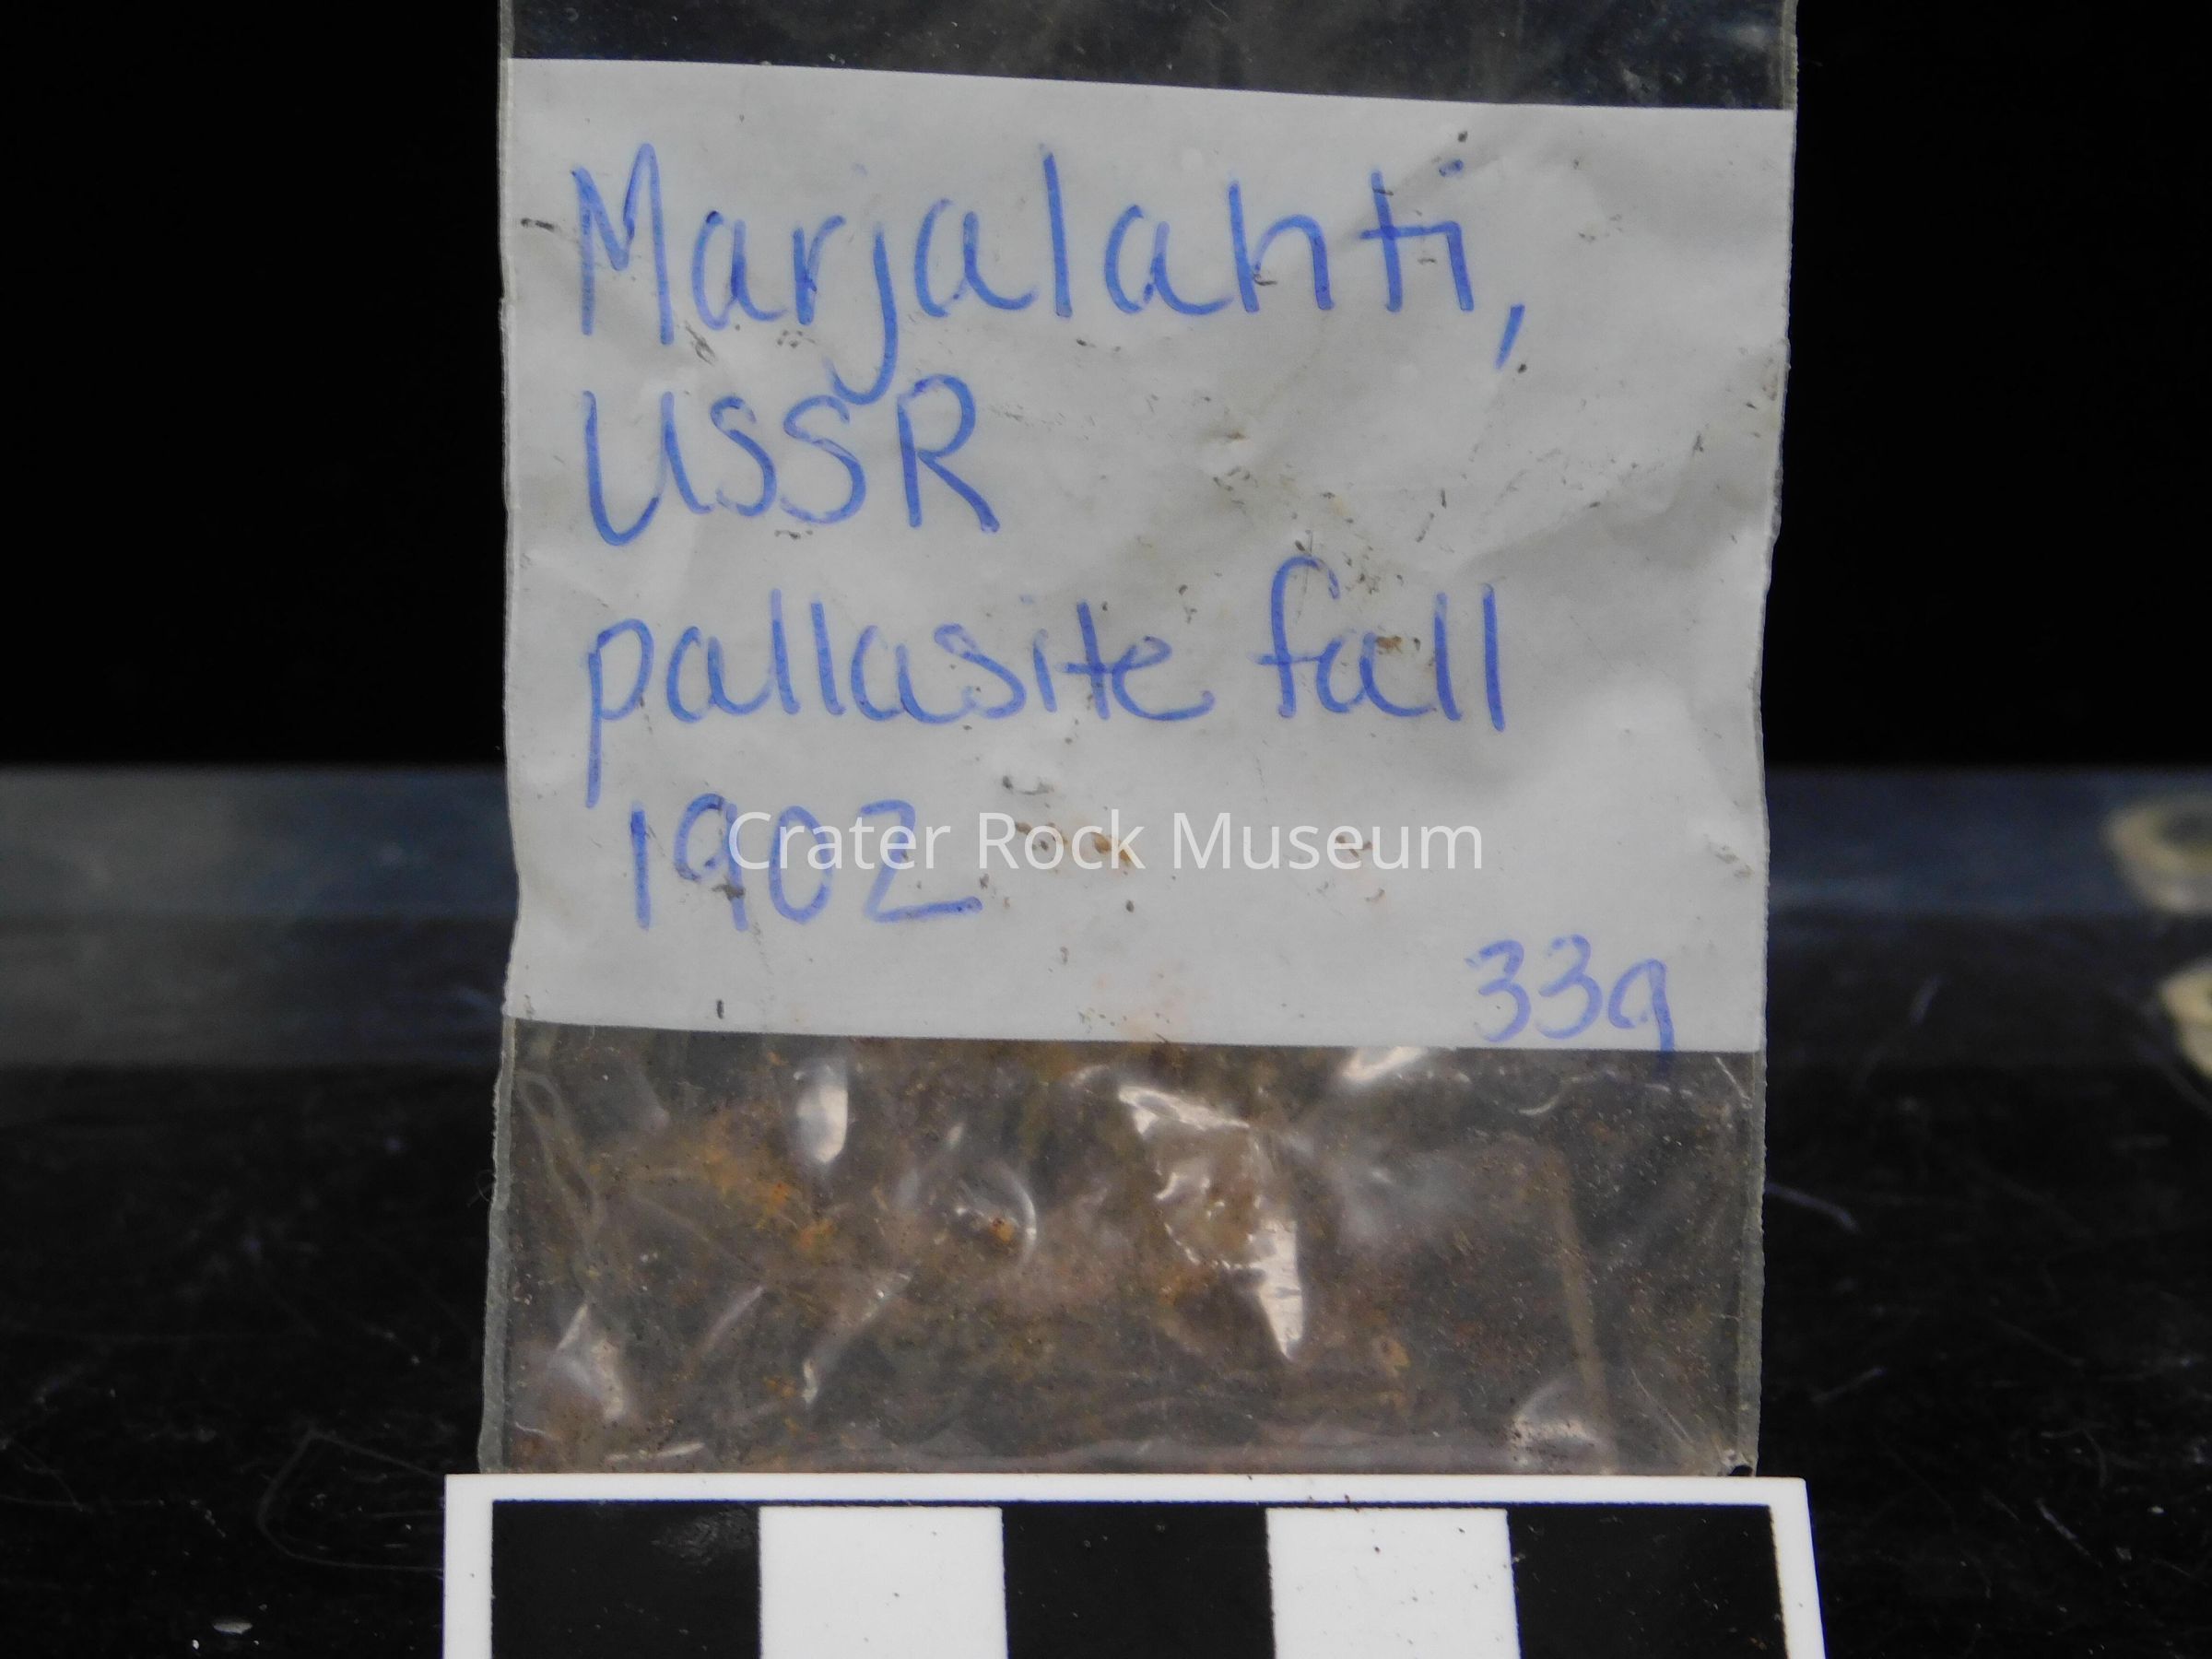 Marjalahti,
USSR
pallasite fall
1902
Crater Rock Museum
33g